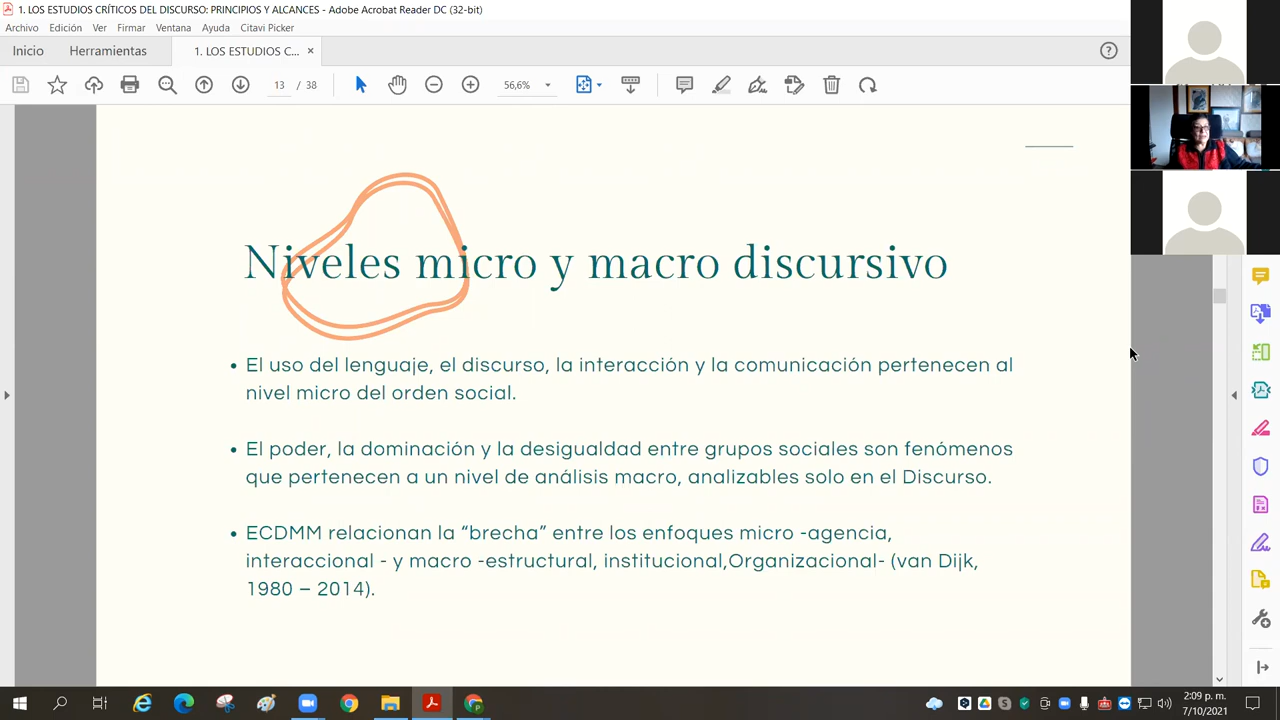 1. LOS ESTUDIOS CRÍTICOS DEL DISCURSO: PRINCIPIOS Y ALCANCES - Adobe Acrobat Reader DC (32-bit)
Archivo Edición Ver Firmar Ventana Ayuda Citavi Picker
Inicio Herramientas 1. LOS ESTUDIOS C... ×
13 / 38 56,6%
Niveles micro y macro discursivo
• El uso del lenguaje, el discurso, la interacción y la comunicación pertenecen al
nivel micro del orden social.
• El poder, la dominación y la desigualdad entre grupos sociales son fenómenos
que pertenecen a un nivel de análisis macro, analizables solo en el Discurso.
• ECDMM relacionan la “brecha” entre los enfoques micro -agencia,
interaccional - y macro -estructural, institucional,Organizacional- (van Dijk,
1980 – 2014).
2:09 p. m.
7/10/2021